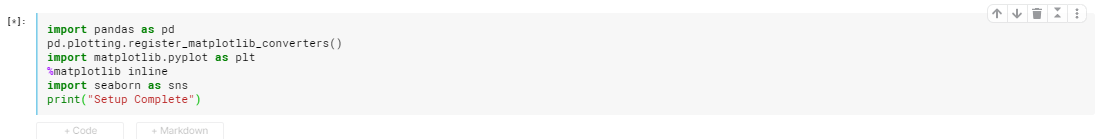 [*]:
import pandas as pd
pd.plotting.register_matplotlib_converters()
import matplotlib.pyplot as plt
%matplotlib inline
import seaborn as sns
print("Setup Complete")
+ Code
+ Markdown